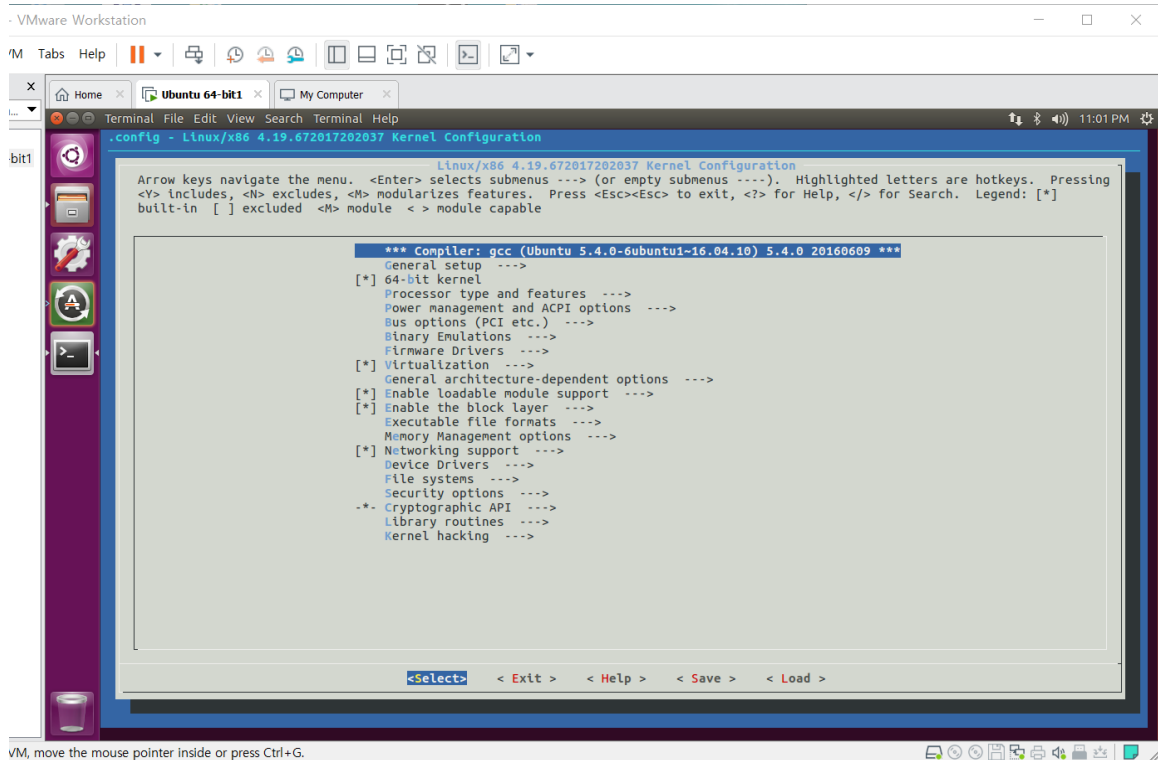 - VMware Workstation
VM Tabs Help
Home Ubuntu 64-bit1 My Computer
Terminal File Edit View Search Terminal Help 11:01 PM
-bit1
.config - Linux/x86 4.19.672017202037 Kernel Configuration
Linux/x86 4.19.672017202037 Kernel Configuration
Arrow keys navigate the menu. <Enter> selects submenus ---> (or empty submenus ----). Highlighted letters are hotkeys. Pressing
<Y> includes, <N> excludes, <M> modularizes features. Press <Esc><Esc> to exit, <?> for Help, </> for Search. Legend: [*]
built-in [ ] excluded <M> module < > module capable
*** Compiler: gcc (Ubuntu 5.4.0-6ubuntu1~16.04.10) 5.4.0 20160609 ***
General setup --->
[*] 64-bit kernel
Processor type and features --->
Power management and ACPI options --->
Bus options (PCI etc.) --->
Binary Emulations --->
Firmware Drivers --->
[*] Virtualization --->
General architecture-dependent options --->
[*] Enable loadable module support --->
[*] Enable the block layer --->
Executable file formats --->
Memory Management options --->
[*] Networking support --->
Device Drivers --->
File systems --->
Security options --->
-*- Cryptographic API --->
Library routines --->
Kernel hacking --->
<Select> < Exit > < Help > < Save > < Load >
VM, move the mouse pointer inside or press Ctrl+G.